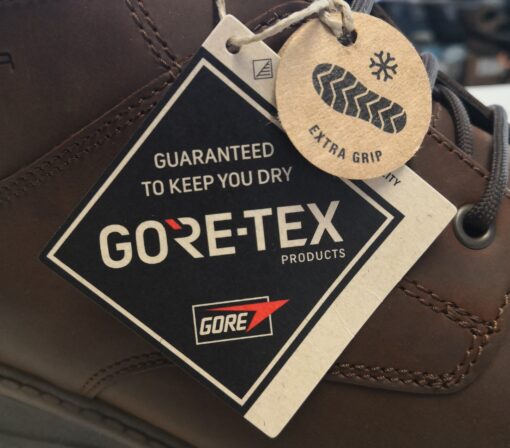 EXTRA GRIP
GUARANTEED
TO KEEP YOU DRY
GORE-TEX
PRODUCTS
GORE